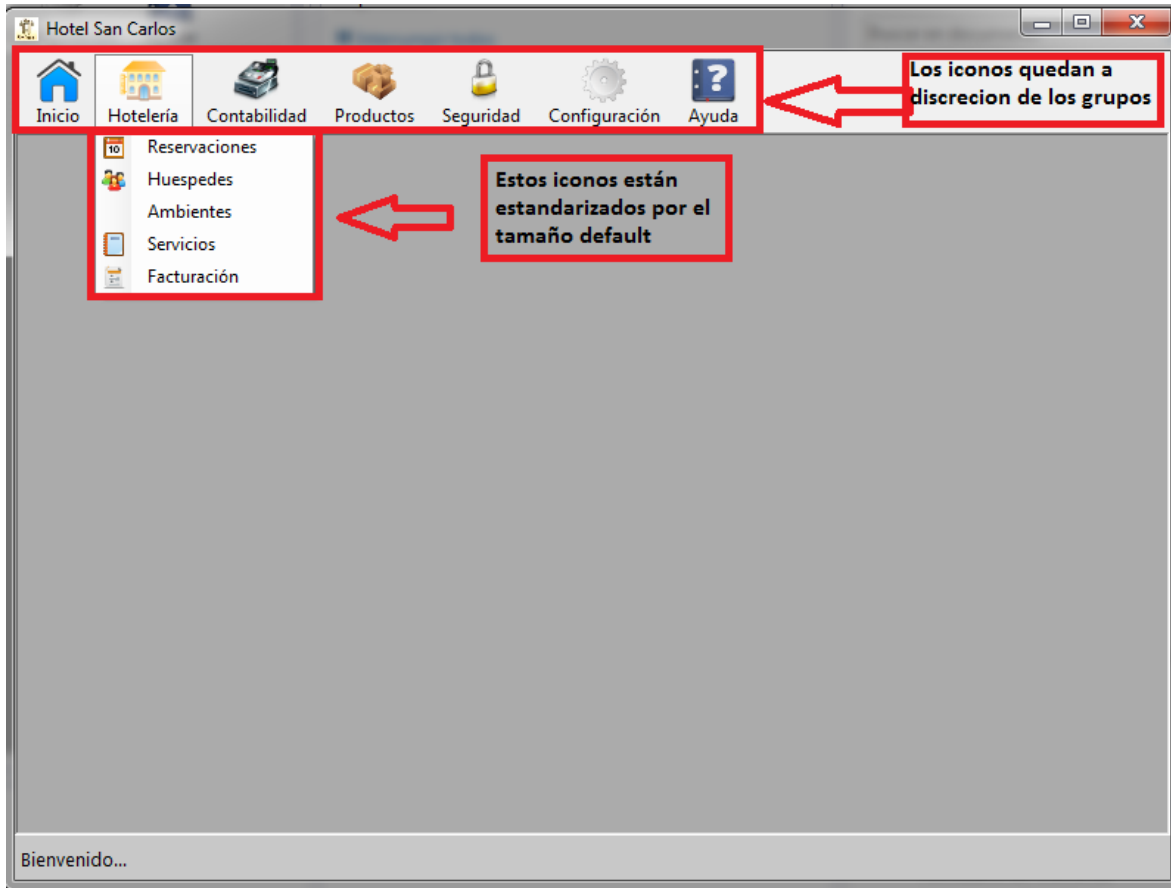 Hotel San Carlos
Inicio Hotelería Contabilidad Productos Seguridad Configuración Ayuda
Los iconos quedan a
discrecion de los grupos
10 Reservaciones
Huespedes
Ambientes
Servicios
Facturación
Estos iconos están
estandarizados por el
tamaño default
Bienvenido...